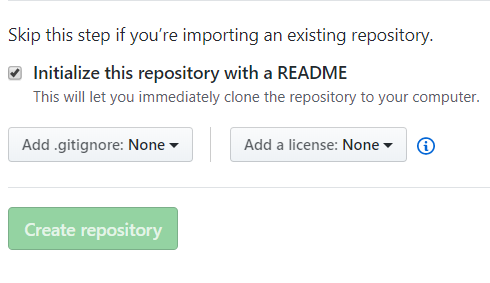 Skip this step if you’re importing an existing repository.
Initialize this repository with a README
This will let you immediately clone the repository to your computer.
Add .gitignore: None Add a license: None
Create repository